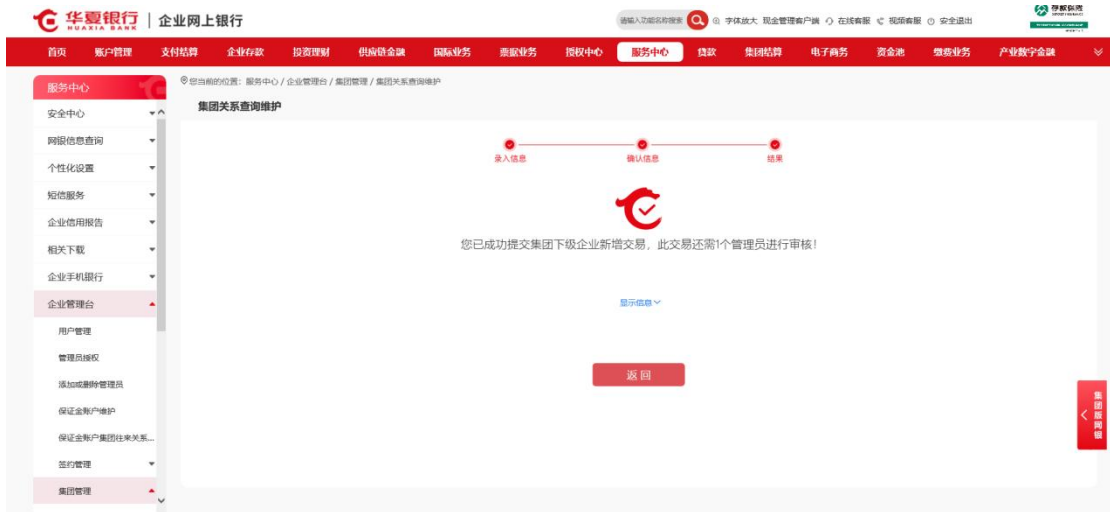 华夏银行 企业网上银行
HUAXIA BANK
请输入功能名称搜索 字体放大 现金管理客户端 在线客服 视频客服 安全退出
存款保险
首页 账户管理 支付结算 企业存款 投资理财 供应链金融 国际业务 票据业务 授权中心 服务中心 贷款 集团结算 电子商务 资金池 缴费业务 产业数字金融
服务中心
您当前的位置：服务中心 / 企业管理台 / 集团管理 / 集团关系查询维护
集团关系查询维护
安全中心
网银信息查询
个性化设置
短信服务
企业信用报告
相关下载
企业手机银行
企业管理台
用户管理
管理员授权
添加或删除管理员
保证金账户维护
保证金账户集团往来关系...
签约管理
集团管理
录入信息 确认信息 结果
您已成功提交集团下级企业新增交易，此交易还需1个管理员进行审核！
显示信息
返回
集团版网银